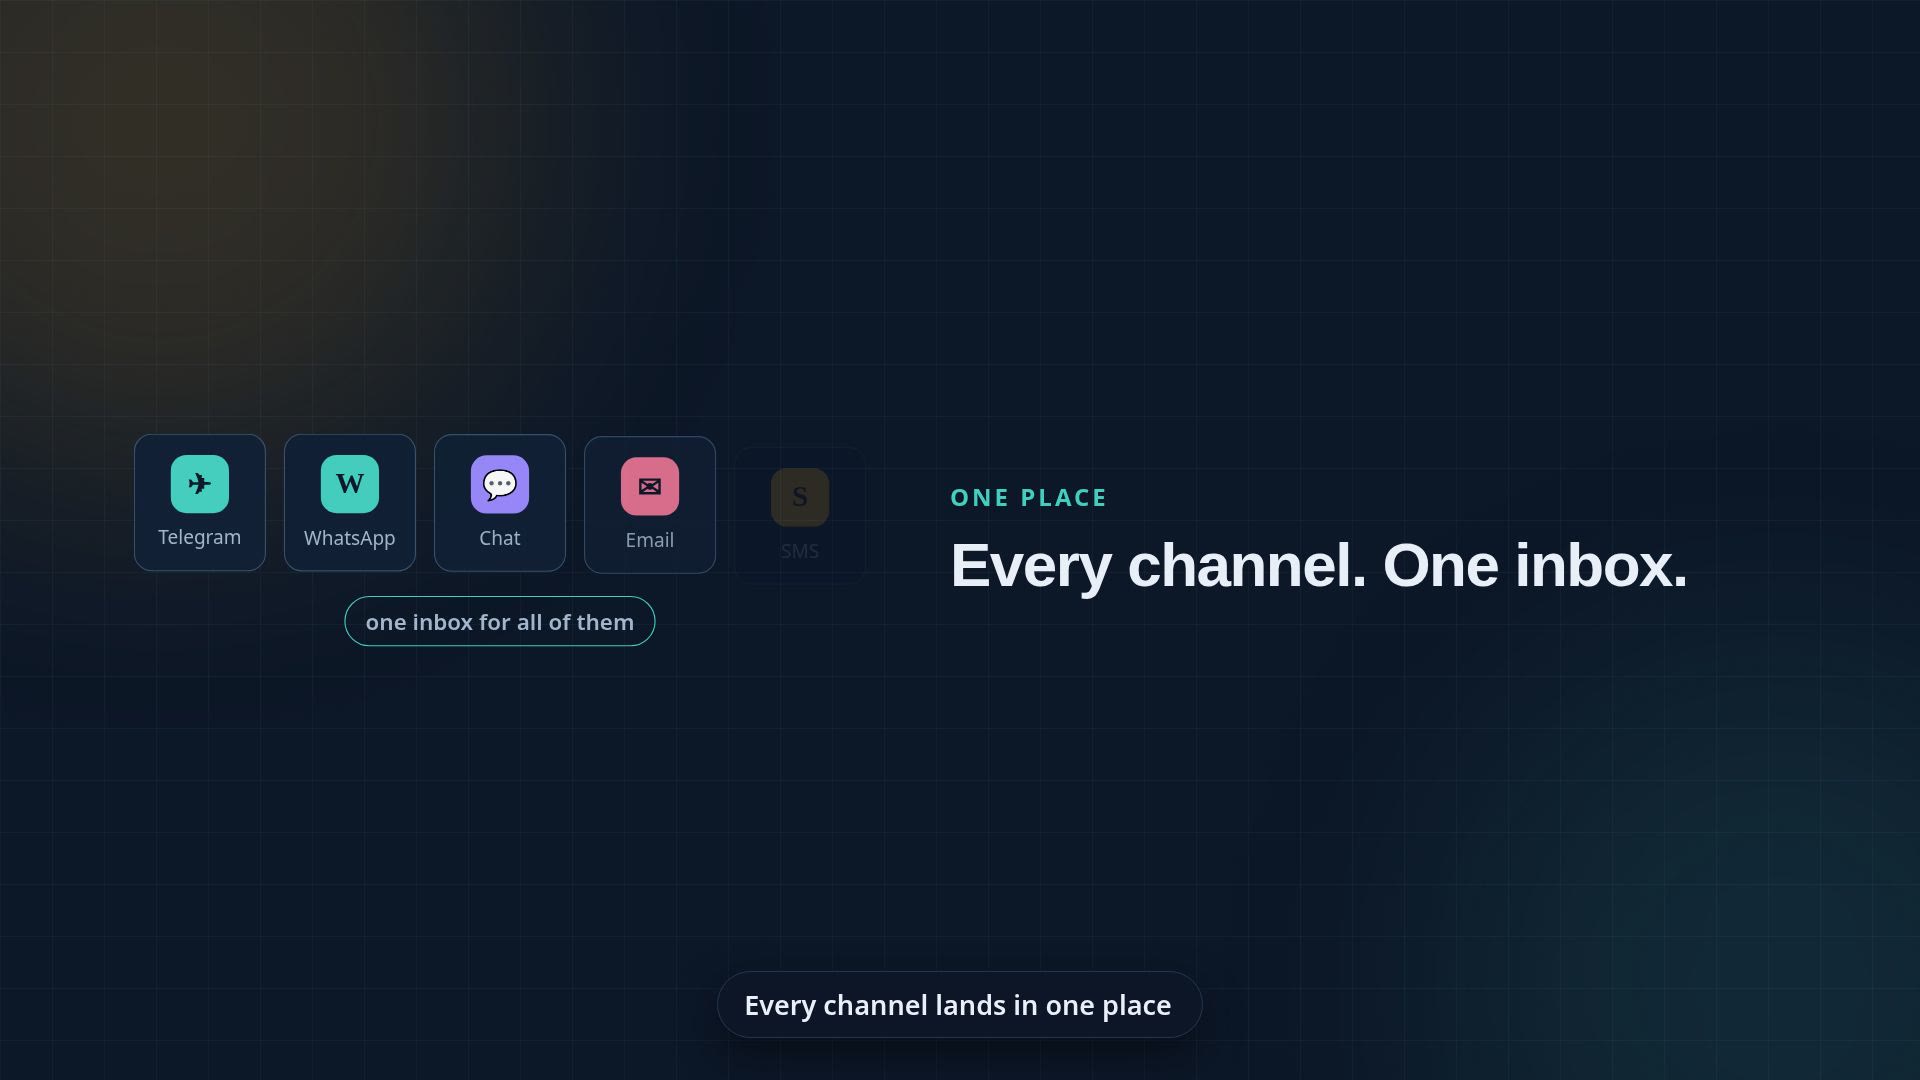 W
S
Telegram
WhatsApp
Chat
Email
SMS
one inbox for all of them
ONE PLACE
Every channel. One inbox.
Every channel lands in one place